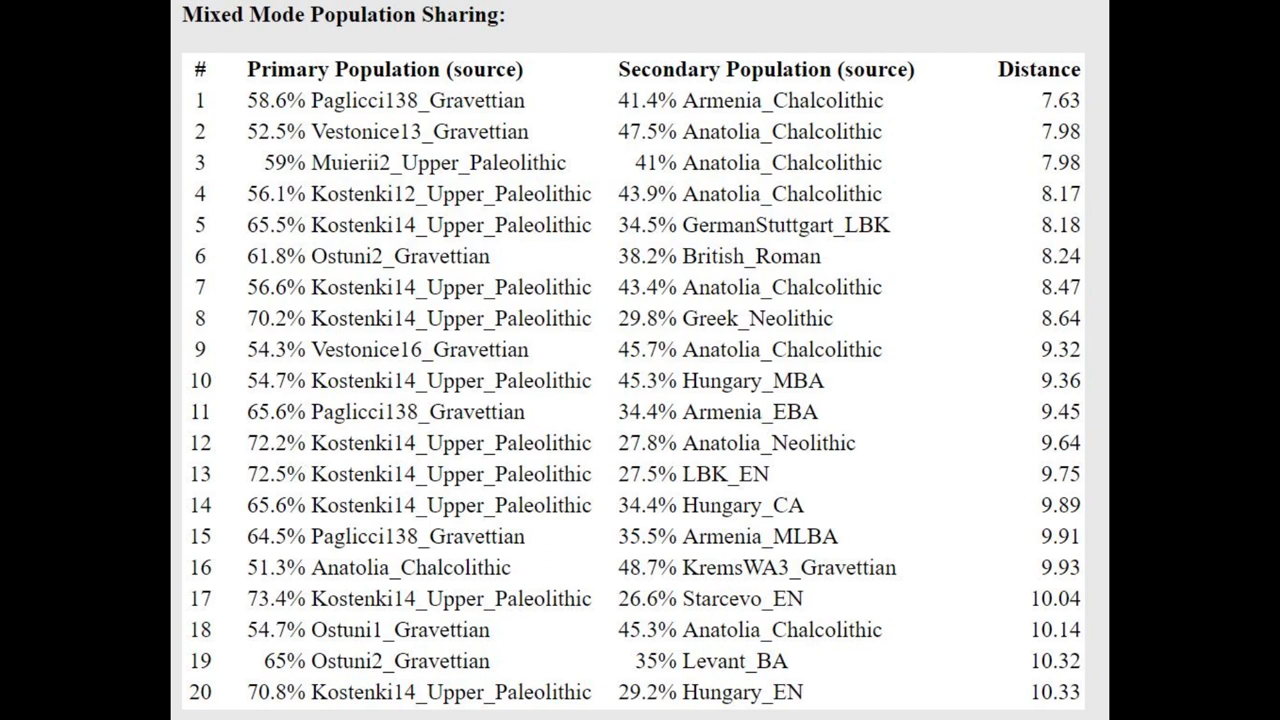 Mixed Mode Population Sharing:
# Primary Population (source) Secondary Population (source) Distance
1 58.6% Paglicci138_Gravettian 41.4% Armenia_Chalcolithic 7.63
2 52.5% Vestonice13_Gravettian 47.5% Anatolia_Chalcolithic 7.98
3 59% Muierii2_Upper_Paleolithic 41% Anatolia_Chalcolithic 7.98
4 56.1% Kostenki12_Upper_Paleolithic 43.9% Anatolia_Chalcolithic 8.17
5 65.5% Kostenki14_Upper_Paleolithic 34.5% GermanStuttgart_LBK 8.18
6 61.8% Ostuni2_Gravettian 38.2% British_Roman 8.24
7 56.6% Kostenki14_Upper_Paleolithic 43.4% Anatolia_Chalcolithic 8.47
8 70.2% Kostenki14_Upper_Paleolithic 29.8% Greek_Neolithic 8.64
9 54.3% Vestonice16_Gravettian 45.7% Anatolia_Chalcolithic 9.32
10 54.7% Kostenki14_Upper_Paleolithic 45.3% Hungary_MBA 9.36
11 65.6% Paglicci138_Gravettian 34.4% Armenia_EBA 9.45
12 72.2% Kostenki14_Upper_Paleolithic 27.8% Anatolia_Neolithic 9.64
13 72.5% Kostenki14_Upper_Paleolithic 27.5% LBK_EN 9.75
14 65.6% Kostenki14_Upper_Paleolithic 34.4% Hungary_CA 9.89
15 64.5% Paglicci138_Gravettian 35.5% Armenia_MLBA 9.91
16 51.3% Anatolia_Chalcolithic 48.7% KremsWA3_Gravettian 9.93
17 73.4% Kostenki14_Upper_Paleolithic 26.6% Starcevo_EN 10.04
18 54.7% Ostuni1_Gravettian 45.3% Anatolia_Chalcolithic 10.14
19 65% Ostuni2_Gravettian 35% Levant_BA 10.32
20 70.8% Kostenki14_Upper_Paleolithic 29.2% Hungary_EN 10.33